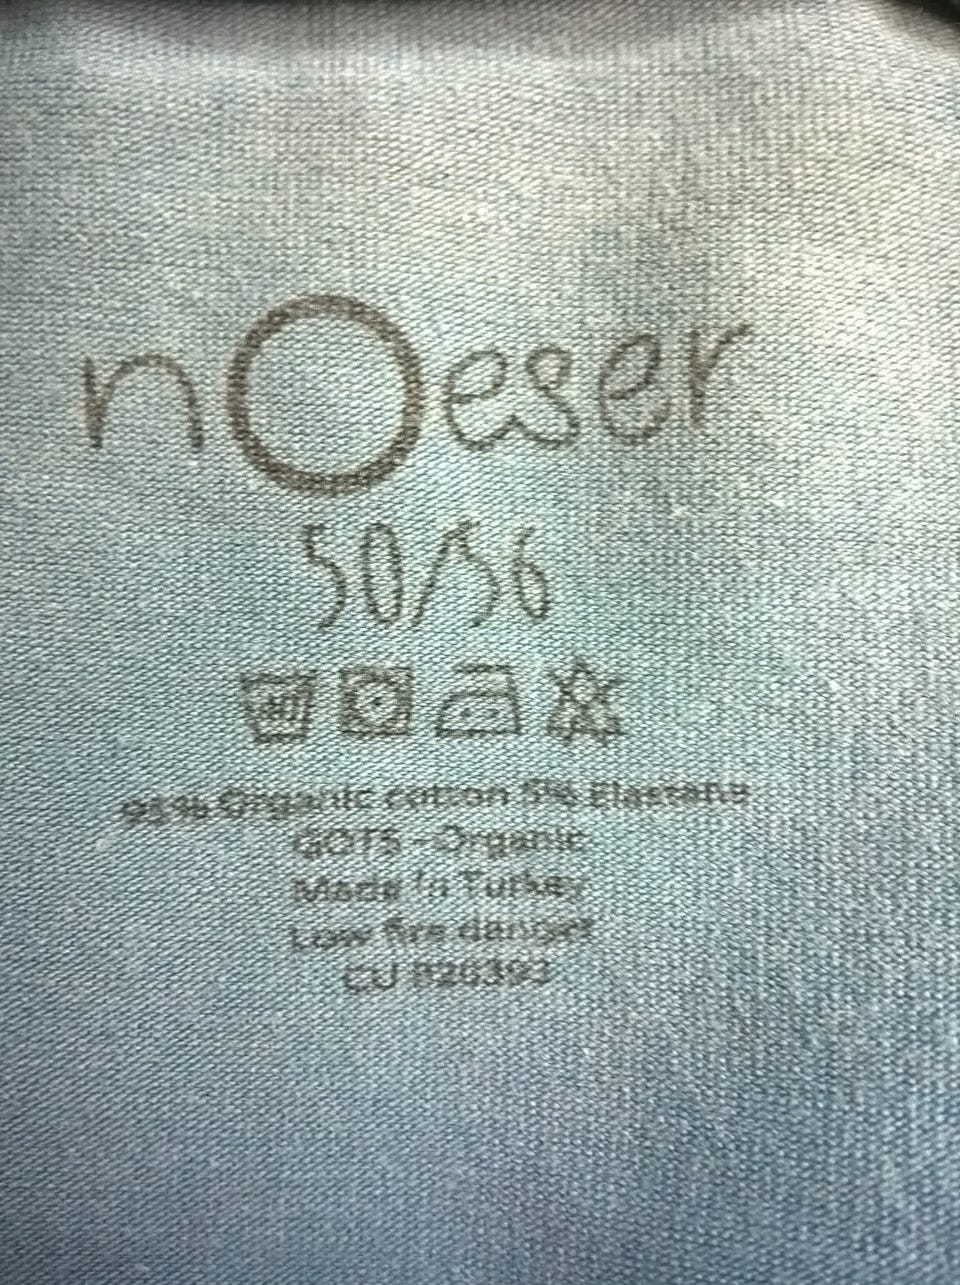 nOeser
50/56
95% Organic cotton 5% Elastane
GOTS - Organic
Made in Turkey
Low fire danger
CU 826393